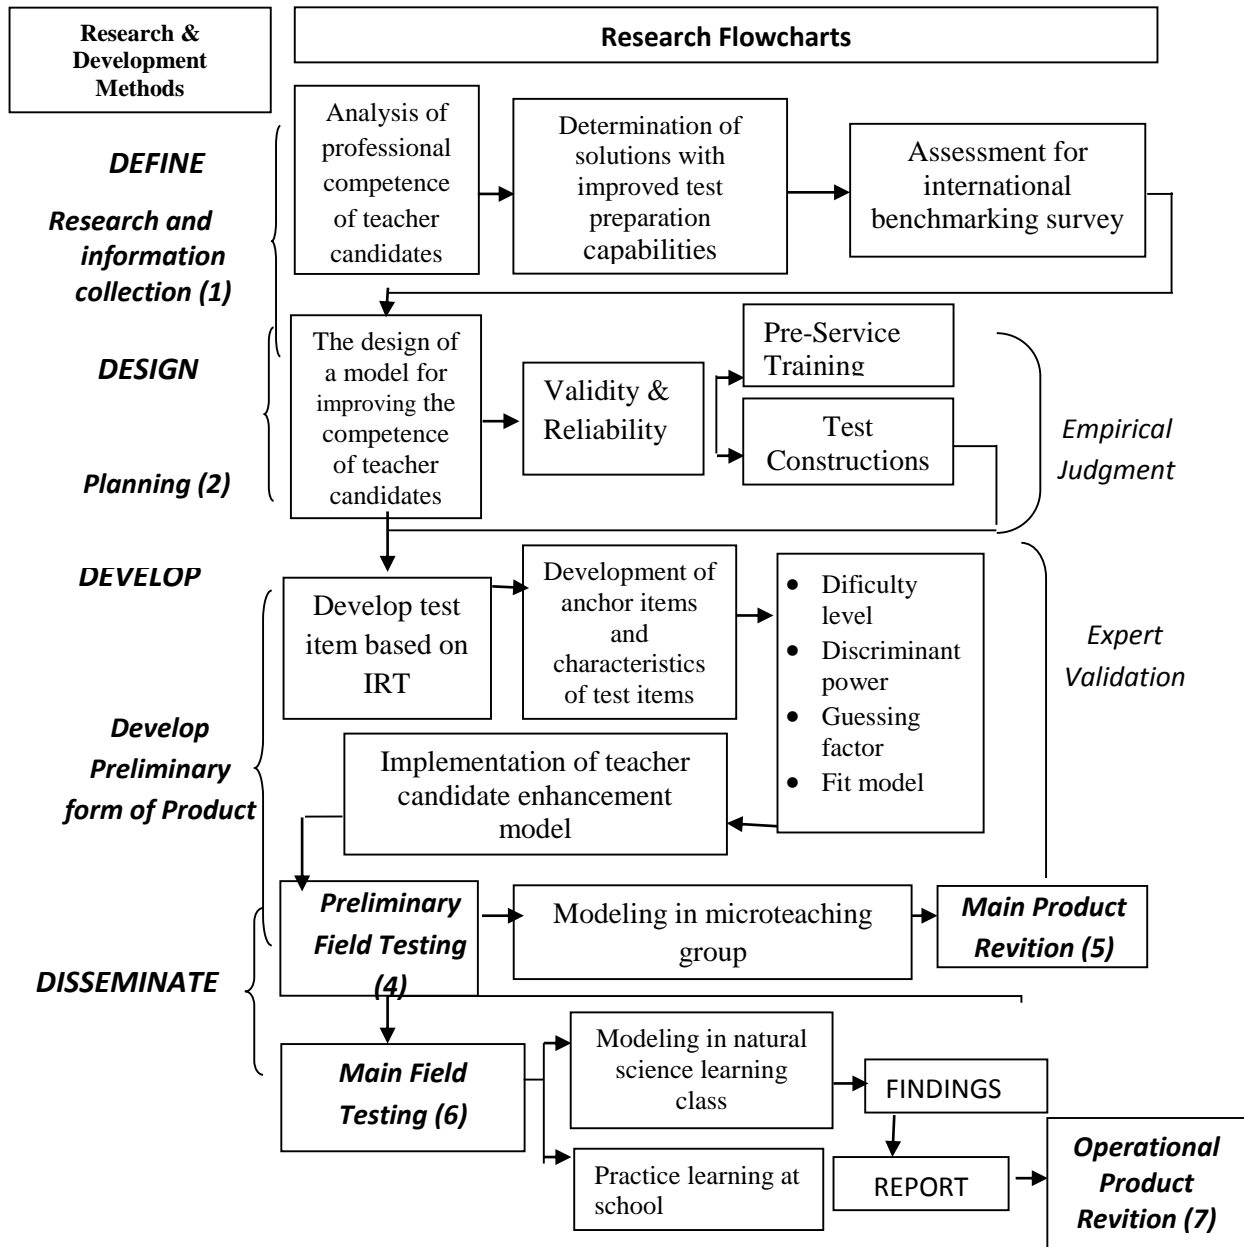 Research &
Development
Methods
Research Flowcharts
DEFINE
Research and
information
collection (1)
Analysis of
professional
competence
of teacher
candidates
Determination of
solutions with
improved test
preparation
capabilities
Assessment for
international
benchmarking survey
DESIGN
Planning (2)
The design of
a model for
improving the
competence
of teacher
candidates
Validity &
Reliability
Pre-Service
Training
Test
Constructions
Empirical
Judgment
DEVELOP
Develop
Preliminary
form of Product
Develop test
item based on
IRT
Development of
anchor items
and
characteristics
of test items
● Dificulty
level
● Discriminant
power
● Guessing
factor
● Fit model
Expert
Validation
Implementation of teacher
candidate enhancement
model
DISSEMINATE
Preliminary
Field Testing
(4)
Modeling in microteaching
group
Main Product
Revition (5)
Main Field
Testing (6)
Modeling in natural
science learning
class
Practice learning at
school
FINDINGS
REPORT
Operational
Product
Revition (7)